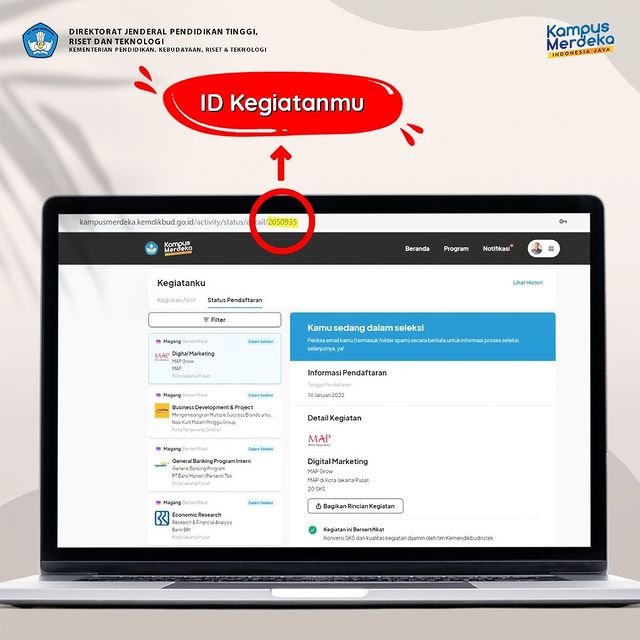 DIREKTORAT JENDERAL PENDIDIKAN TINGGI,
RISET DAN TEKNOLOGI
KEMENTERIAN PENDIDIKAN, KEBUDAYAAN, RISET & TEKNOLOGI
Kampus
Merdeka
INDONESIA JAYA
ID Kegiatanmu
kampusmerdeka.kemdikbud.go.id/activity/status/detail/2050935
Kampus
Merdeka
Beranda Program Notifikasi
Kegiatanku
Lihat Histori
Kegiatan Aktif Status Pendaftaran
Filter
Magang Bersertifikat Dalam Seleksi
MAP
Digital Marketing
MAP Grow
MAP
Kota Jakarta Pusat
Magang Bersertifikat Dalam Seleksi
Business Development & Project
Mengembangkan Multiple Success Brands untu..
Nasi Kulit Malam Minggu Group
Kota Tangerang Selatan
Magang Bersertifikat Dalam Seleksi
General Banking Program Intern
General Banking Program
PT Bank Mandiri (Persero) Tbk
Kota Jakarta Pusat
Magang Bersertifikat Dalam Seleksi
Economic Research
Research & Financial Analysis
Bank BRI
Kota Jakarta Pusat
Kamu sedang dalam seleksi
Periksa email kamu (termasuk folder spam) secara berkala untuk informasi proses seleksi
selanjutnya, ya!
Informasi Pendaftaran
Tanggal Pendaftaran
14 Januari 2022
Detail Kegiatan
MAP
Digital Marketing
MAP Grow
MAP di Kota Jakarta Pusat
20 SKS
Bagikan Rincian Kegiatan
Kegiatan ini Bersertifikat
Konversi SKS dan kualitas kegiatan dijamin oleh tim Kemendikbudristek